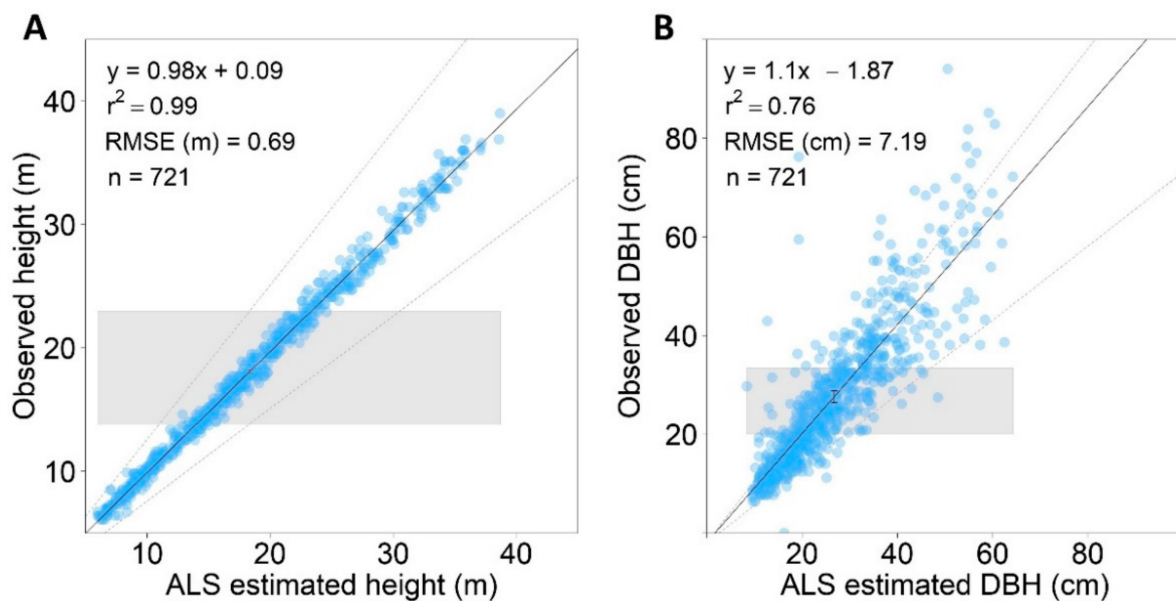 A
y = 0.98x + 0.09
r² = 0.99
RMSE (m) = 0.69
n = 721
Observed height (m)
40
30
20
10
10 20 30 40
ALS estimated height (m)
B
y = 1.1x − 1.87
r² = 0.76
RMSE (cm) = 7.19
n = 721
Observed DBH (cm)
80
60
40
20
20 40 60 80
ALS estimated DBH (cm)